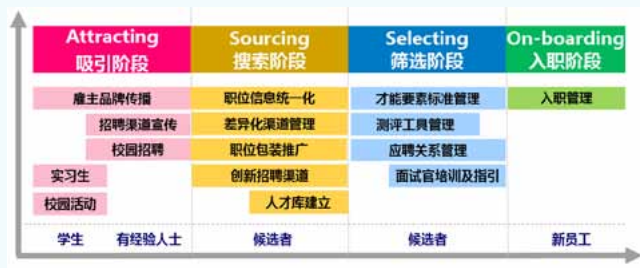 Attracting
吸引阶段
Sourcing
搜索阶段
Selecting
筛选阶段
On-boarding
入职阶段
雇主品牌传播
职位信息统一化
才能要素标准管理
入职管理
招聘渠道宣传
差异化渠道管理
测评工具管理
校园招聘
职位包装推广
应聘关系管理
实习生
创新招聘渠道
面试官培训及指引
校园活动
人才库建立
学生
有经验人士
候选者
候选者
新员工